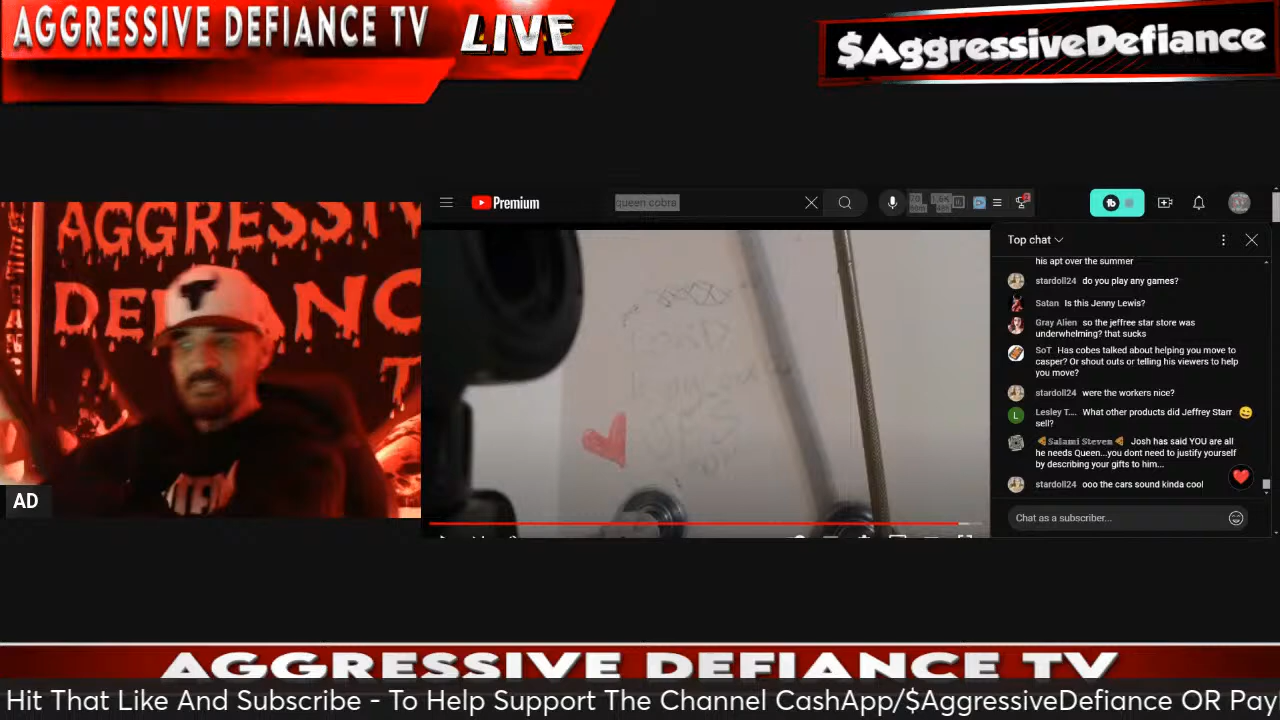 AGGRESSIVE DEFIANCE TV
LIVE
$AggressiveDefiance
Premium
queen cobra
AGGRESSIV
DE
ANC
T
AD
Top chat
his apt over the summer
stardoll24 do you play any games?
Satan Is this Jenny Lewis?
Gray Alien so the jeffree star store was
underwhelming? that sucks
SoT Has cobes talked about helping you move to
casper? Or shout outs or telling his viewers to help
you move?
stardoll24 were the workers nice?
Lesley T.... What other products did Jeffrey Starr
sell?
Salami Steven Josh has said YOU are all
he needs Queen...you dont need to justify yourself
by describing your gifts to him...
stardoll24 ooo the cars sound kinda cool
Chat as a subscriber...
AGGRESSIVE DEFIANCE TV
Hit That Like And Subscribe - To Help Support The Channel CashApp/$AggressiveDefiance OR Pay